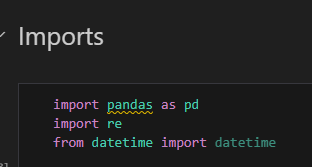 Imports
import pandas as pd
import re
from datetime import datetime